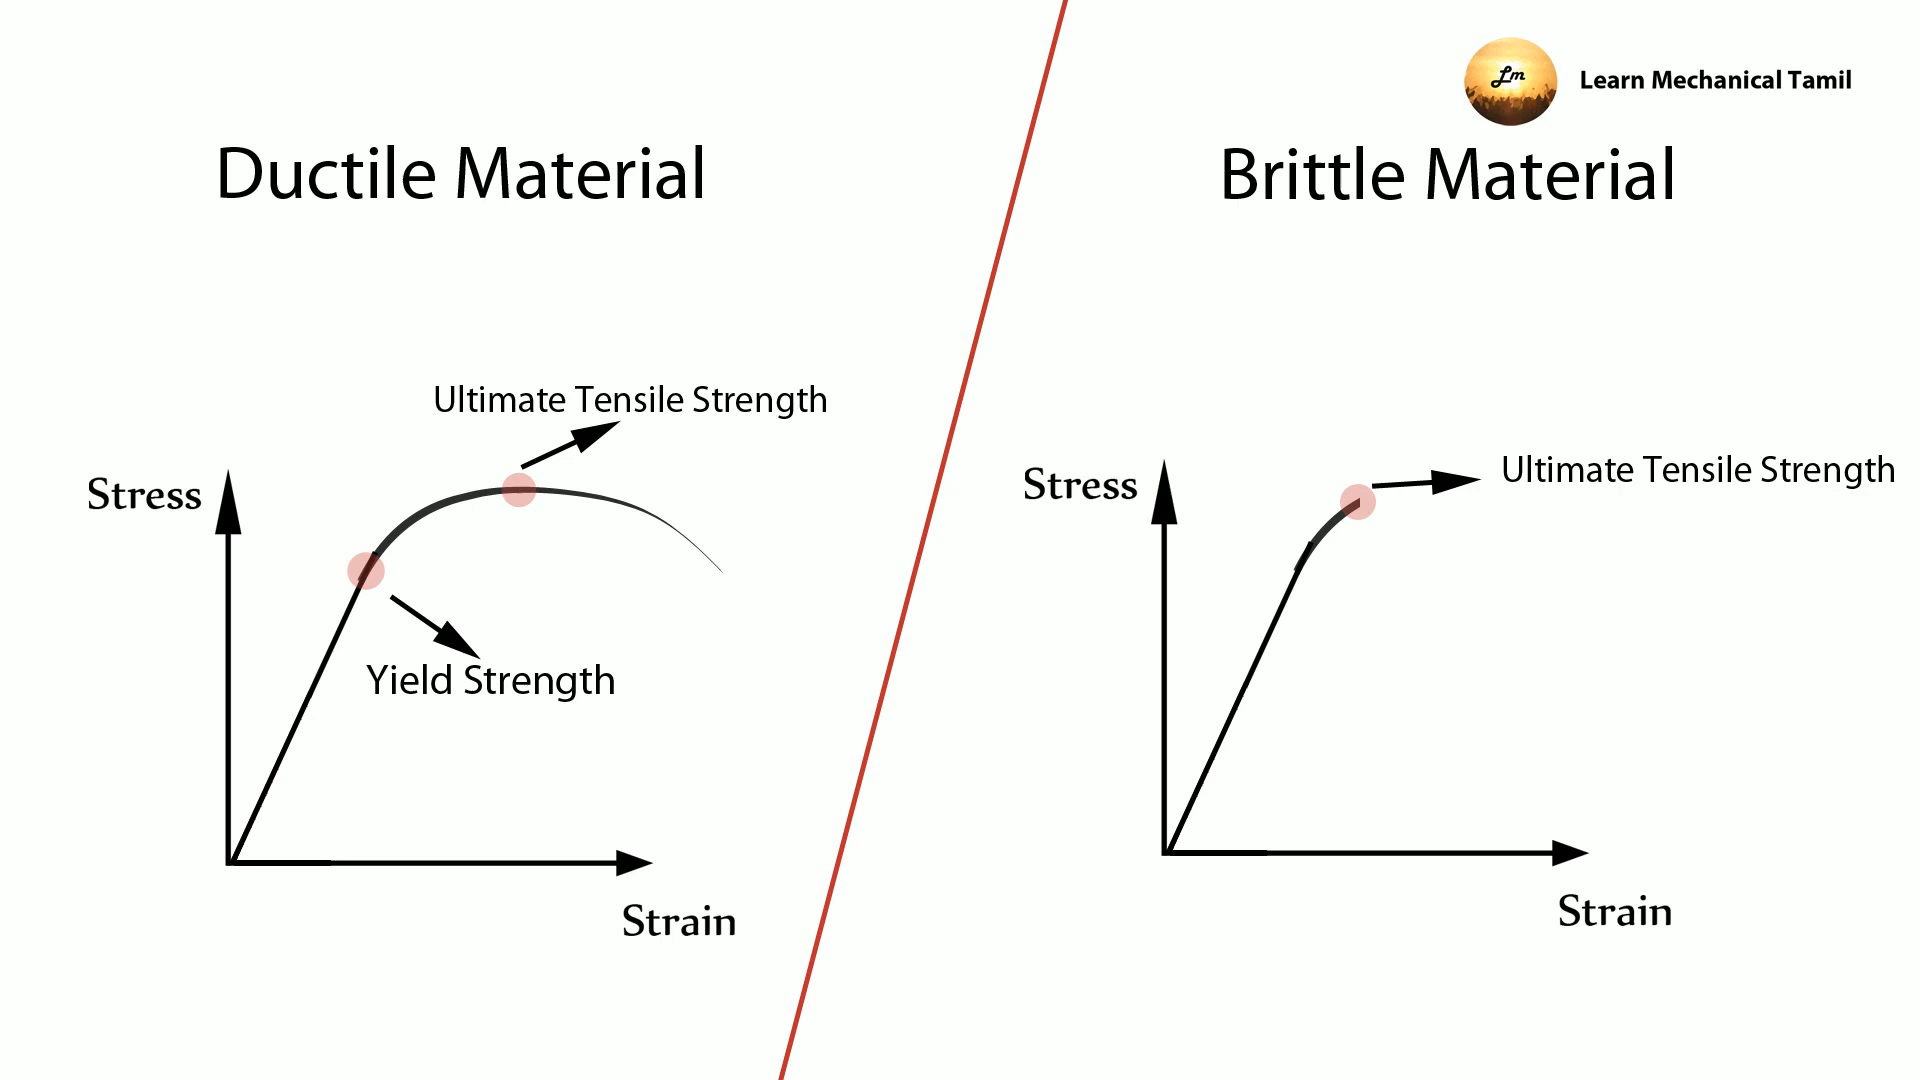 Lm
Learn Mechanical Tamil
Ductile Material
Ultimate Tensile Strength
Stress
Yield Strength
Strain
Brittle Material
Ultimate Tensile Strength
Stress
Strain